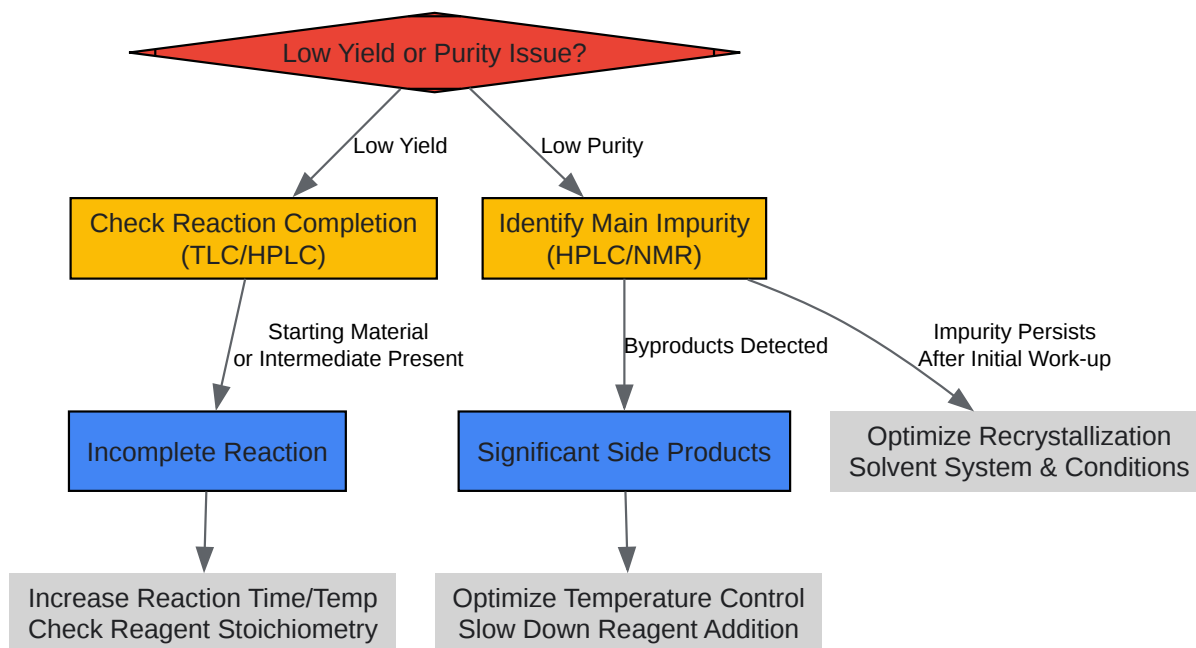 Low Yield or Purity Issue?
Low Yield
Low Purity
Check Reaction Completion
(TLC/HPLC)
Identify Main Impurity
(HPLC/NMR)
Starting Material
or Intermediate Present
Byproducts Detected
Impurity Persists
After Initial Work-up
Incomplete Reaction
Significant Side Products
Optimize Recrystallization
Solvent System & Conditions
Increase Reaction Time/Temp
Check Reagent Stoichiometry
Optimize Temperature Control
Slow Down Reagent Addition